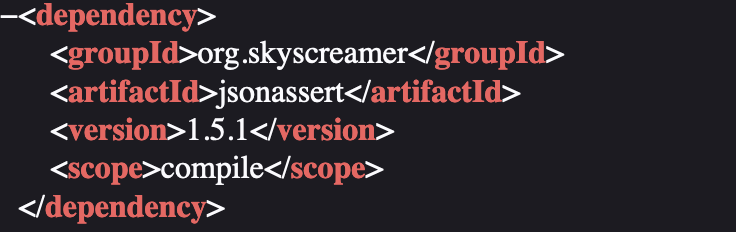 –<dependency>
<groupId>org.skyscreamer</groupId>
<artifactId>jsonassert</artifactId>
<version>1.5.1</version>
<scope>compile</scope>
</dependency>